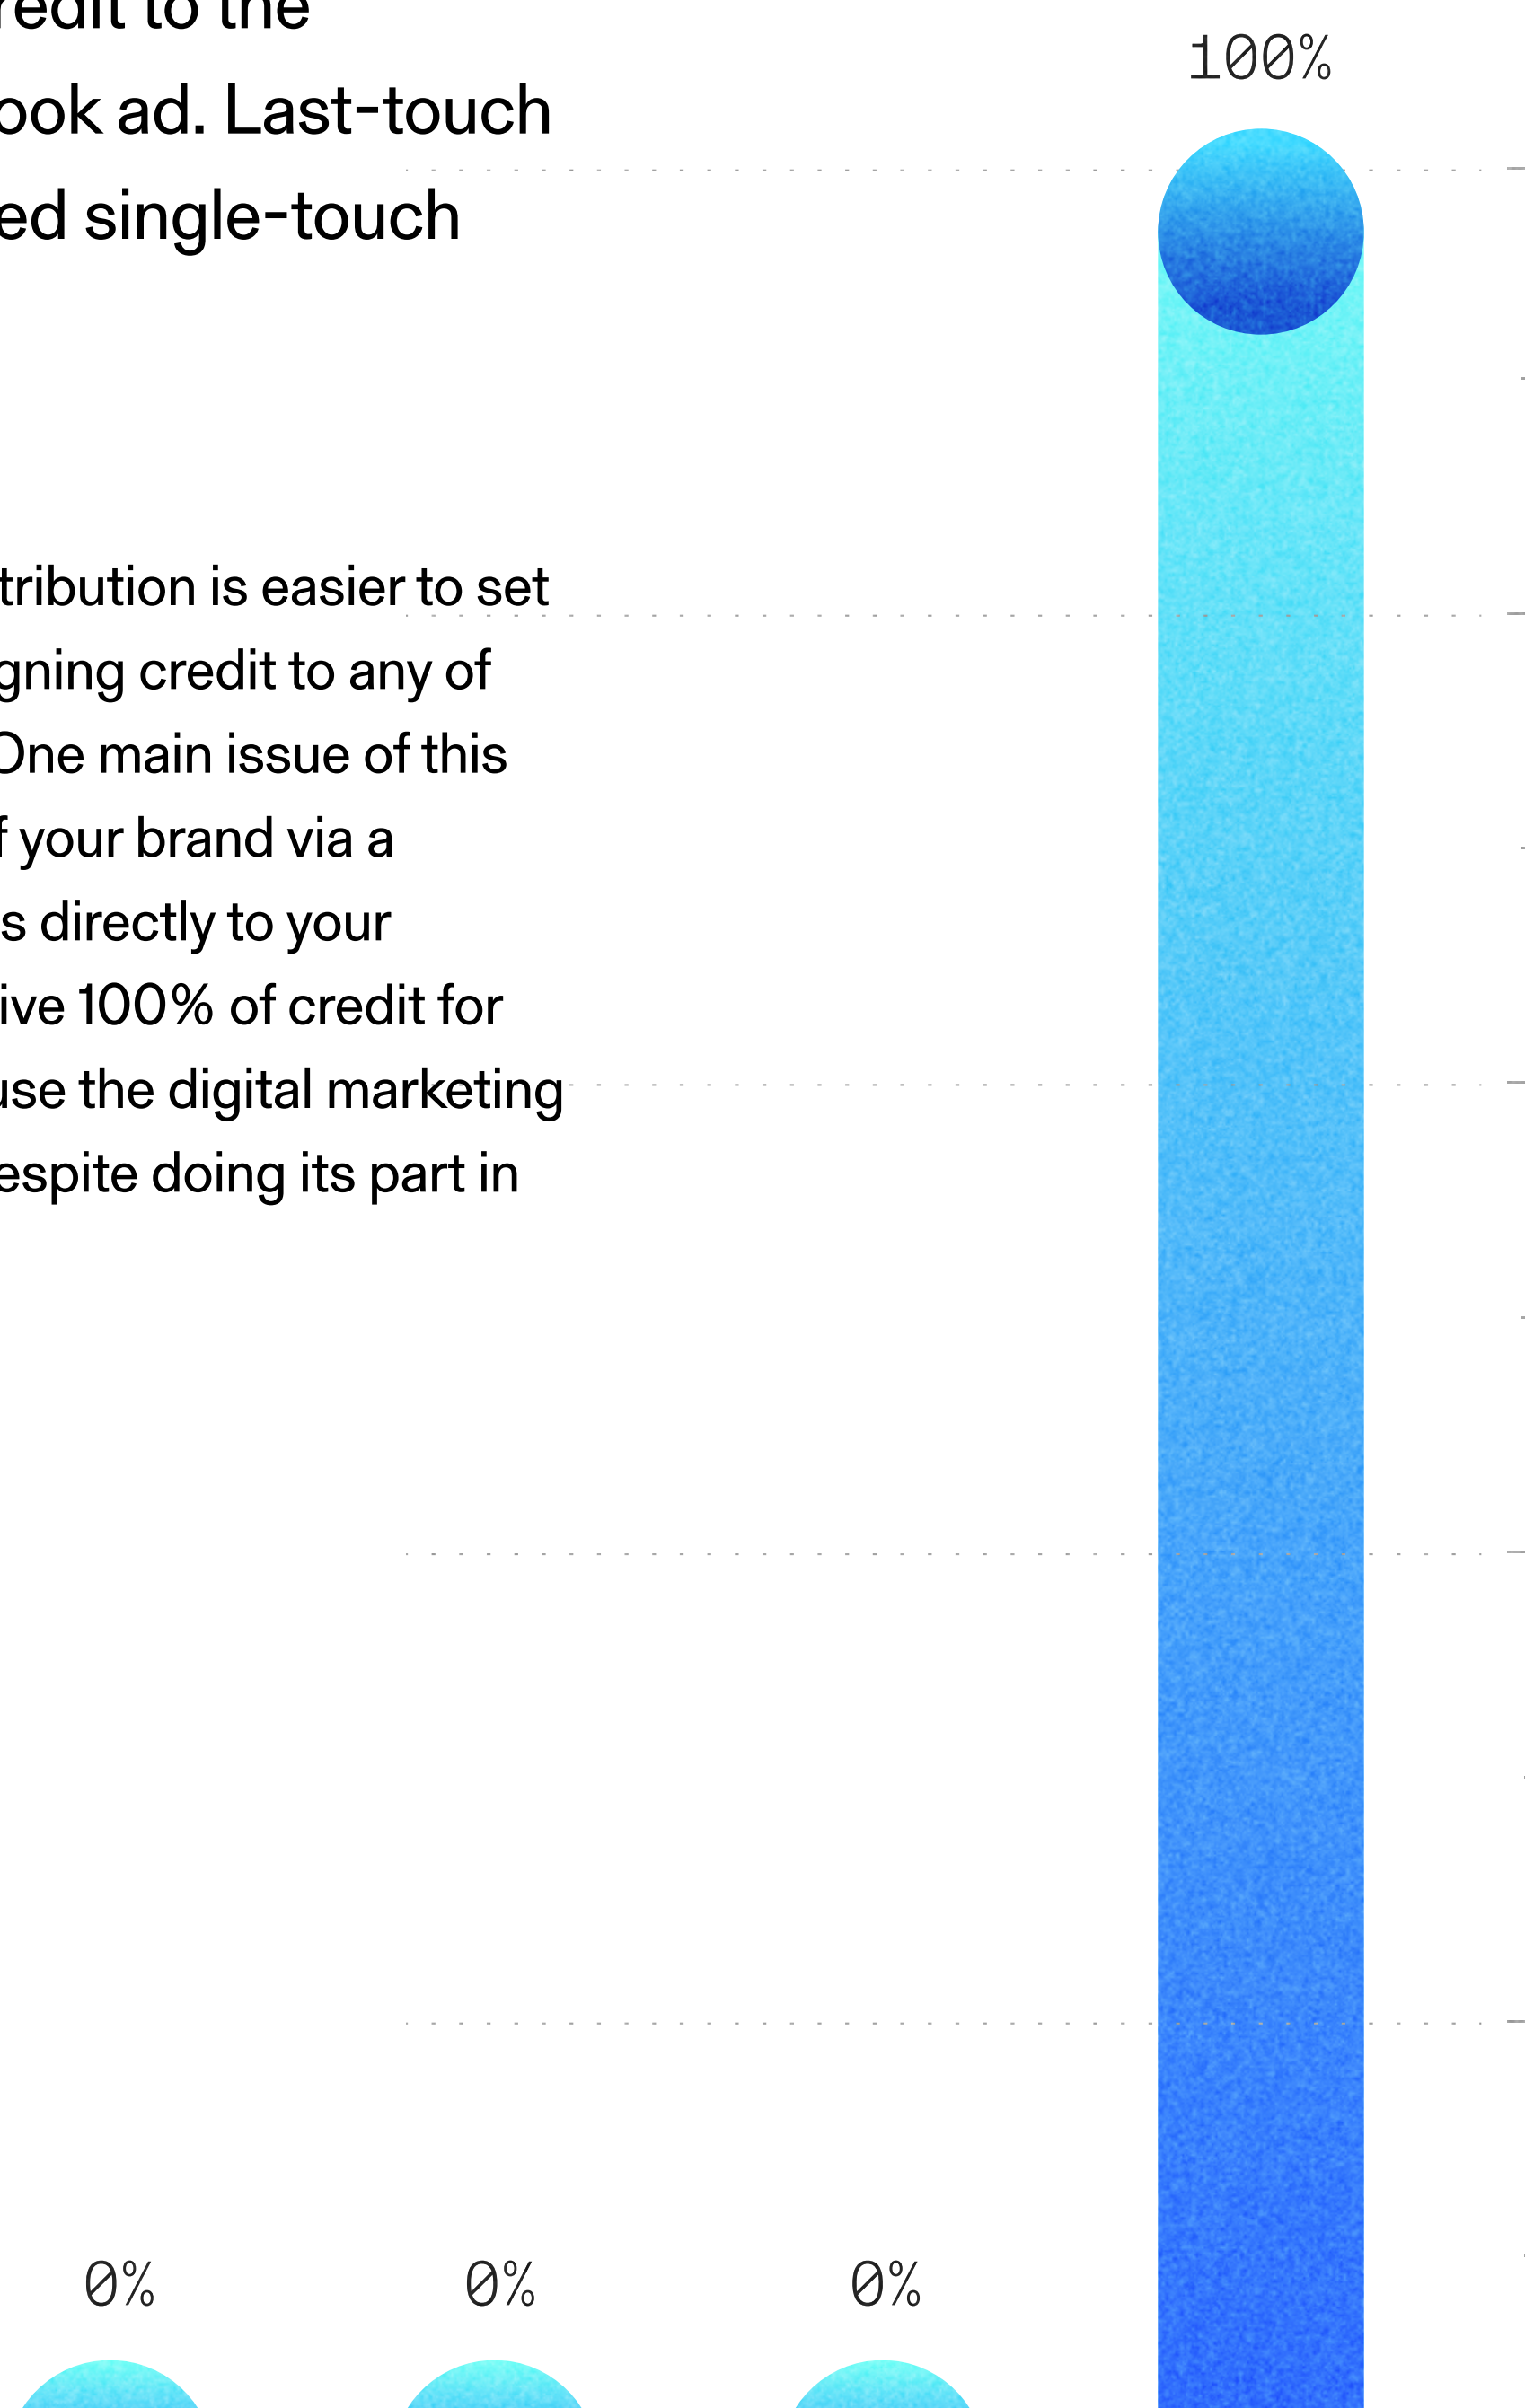 redit to the
ook ad. Last-touch
ed single-touch
tribution is easier to set
gning credit to any of
One main issue of this
f your brand via a
s directly to your
ive 100% of credit for
use the digital marketing
espite doing its part in
100%
0%
0%
0%